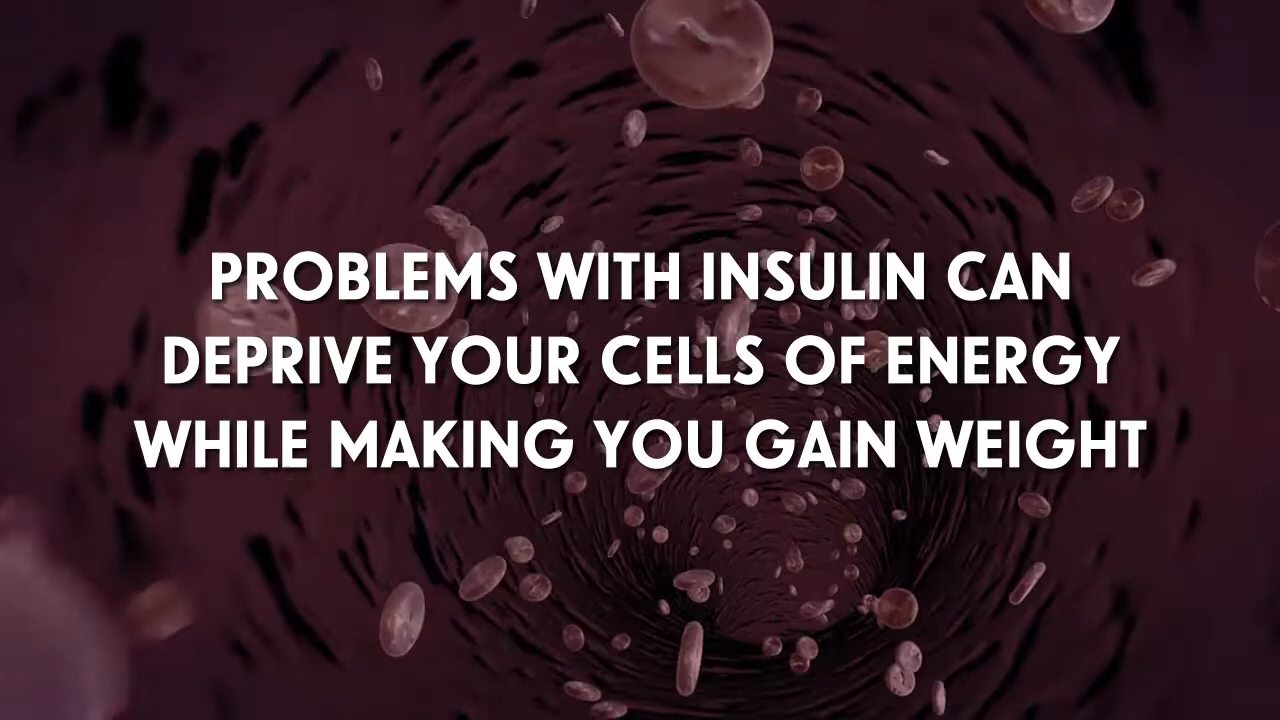 PROBLEMS WITH INSULIN CAN
DEPRIVE YOUR CELLS OF ENERGY
WHILE MAKING YOU GAIN WEIGHT